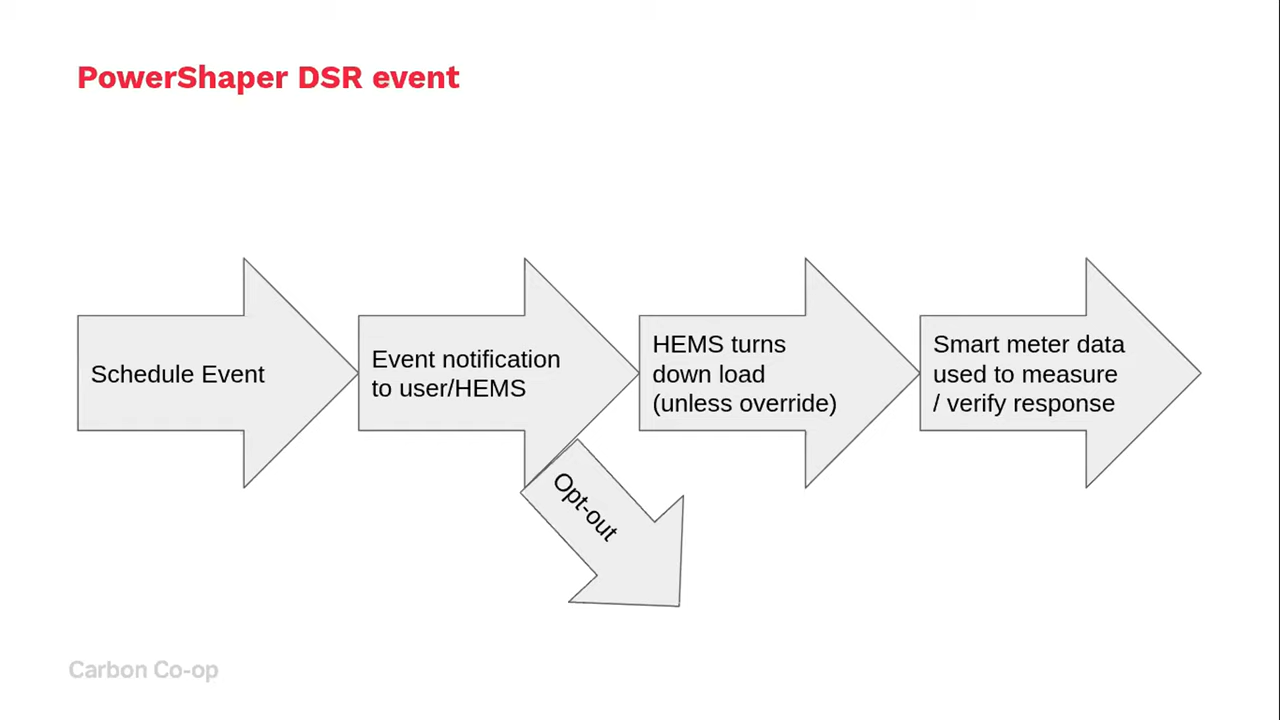 PowerShaper DSR event
Schedule Event
Event notification
to user/HEMS
HEMS turns
down load
(unless override)
Smart meter data
used to measure
/ verify response
Opt-out
Carbon Co-op